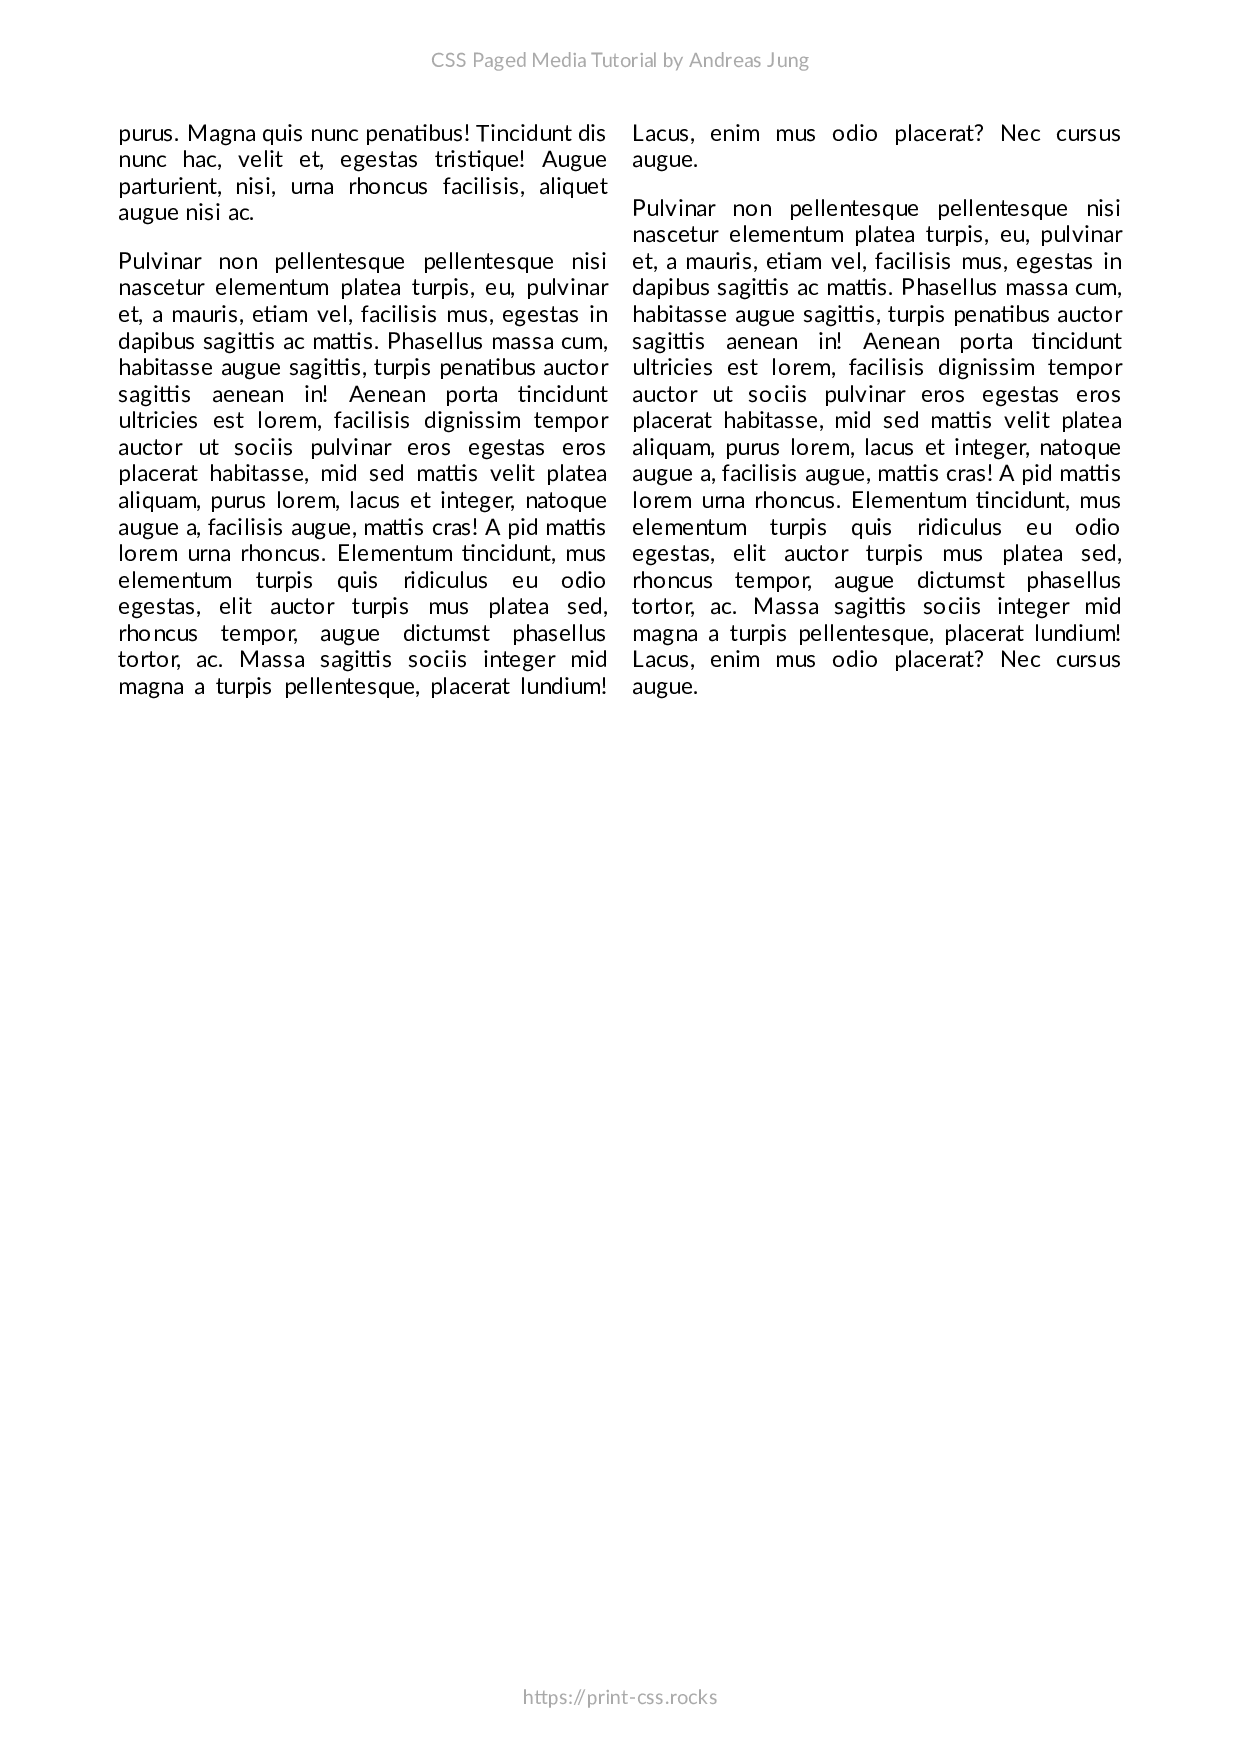 CSS Paged Media Tutorial by Andreas Jung
purus. Magna quis nunc penatibus! Tincidunt dis
nunc hac, velit et, egestas tristique! Augue
parturient, nisi, urna rhoncus facilisis, aliquet
augue nisi ac.
Pulvinar non pellentesque pellentesque nisi
nascetur elementum platea turpis, eu, pulvinar
et, a mauris, etiam vel, facilisis mus, egestas in
dapibus sagittis ac mattis. Phasellus massa cum,
habitasse augue sagittis, turpis penatibus auctor
sagittis aenean in! Aenean porta tincidunt
ultricies est lorem, facilisis dignissim tempor
auctor ut sociis pulvinar eros egestas eros
placerat habitasse, mid sed mattis velit platea
aliquam, purus lorem, lacus et integer, natoque
augue a, facilisis augue, mattis cras! A pid mattis
lorem urna rhoncus. Elementum tincidunt, mus
elementum turpis quis ridiculus eu odio
egestas, elit auctor turpis mus platea sed,
rhoncus tempor, augue dictumst phasellus
tortor, ac. Massa sagittis sociis integer mid
magna a turpis pellentesque, placerat lundium!
Lacus, enim mus odio placerat? Nec cursus
augue.
Pulvinar non pellentesque pellentesque nisi
nascetur elementum platea turpis, eu, pulvinar
et, a mauris, etiam vel, facilisis mus, egestas in
dapibus sagittis ac mattis. Phasellus massa cum,
habitasse augue sagittis, turpis penatibus auctor
sagittis aenean in! Aenean porta tincidunt
ultricies est lorem, facilisis dignissim tempor
auctor ut sociis pulvinar eros egestas eros
placerat habitasse, mid sed mattis velit platea
aliquam, purus lorem, lacus et integer, natoque
augue a, facilisis augue, mattis cras! A pid mattis
lorem urna rhoncus. Elementum tincidunt, mus
elementum turpis quis ridiculus eu odio
egestas, elit auctor turpis mus platea sed,
rhoncus tempor, augue dictumst phasellus
tortor, ac. Massa sagittis sociis integer mid
magna a turpis pellentesque, placerat lundium!
Lacus, enim mus odio placerat? Nec cursus
augue.
https://print-css.rocks